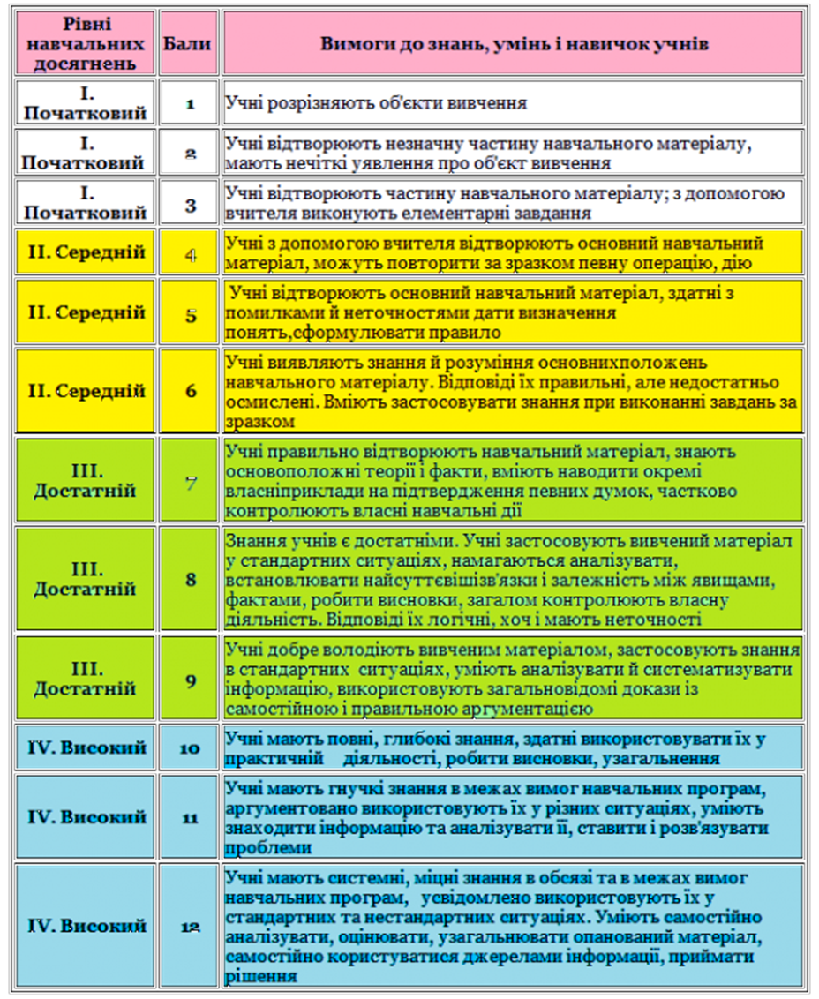 Рівні
навчальних
досягнень
Бали
Вимоги до знань, умінь і навичок учнів
І.
Початковий
1
Учні розрізняють об'єкти вивчення
І.
Початковий
2
Учні відтворюють незначну частину навчального матеріалу,
мають нечіткі уявлення про об'єкт вивчення
І.
Початковий
3
Учні відтворюють частину навчального матеріалу; з допомогою
вчителя виконують елементарні завдання
ІІ. Середній
4
Учні з допомогою вчителя відтворюють основний навчальний
матеріал, можуть повторити за зразком певну операцію, дію
ІІ. Середній
5
Учні відтворюють основний навчальний матеріал, здатні з
помилками й неточностями дати визначення
понять,сформулювати правило
ІІ. Середній
6
Учні виявляють знання й розуміння основнихположень
навчального матеріалу. Відповіді їх правильні, але недостатньо
осмислені. Вміють застосовувати знання при виконанні завдань за
зразком
ІІІ.
Достатній
7
Учні правильно відтворюють навчальний матеріал, знають
основоположні теорії і факти, вміють наводити окремі
власніприклади на підтвердження певних думок, частково
контролюють власні навчальні дії
ІІІ.
Достатній
8
Знання учнів є достатніми. Учні застосовують вивчений матеріал
у стандартних ситуаціях, намагаються аналізувати,
встановлювати найсуттєвішізв'язки і залежність між явищами,
фактами, робити висновки, загалом контролюють власну
діяльність. Відповіді їх логічні, хоч і мають неточності
ІІІ.
Достатній
9
Учні добре володіють вивченим матеріалом, застосовують знання
в стандартних ситуаціях, уміють аналізувати й систематизувати
інформацію, використовують загальновідомі докази із
самостійною і правильною аргументацією
IV. Високий
10
Учні мають повні, глибокі знання, здатні використовувати їх у
практичній діяльності, робити висновки, узагальнення
IV. Високий
11
Учні мають гнучкі знання в межах вимог навчальних програм,
аргументовано використовують їх у різних ситуаціях, уміють
знаходити інформацію та аналізувати її, ставити і розв'язувати
проблеми
IV. Високий
12
Учні мають системні, міцні знання в обсязі та в межах вимог
навчальних програм, усвідомлено використовують їх у
стандартних та нестандартних ситуаціях. Уміють самостійно
аналізувати, оцінювати, узагальнювати опанований матеріал,
самостійно користуватися джерелами інформації, приймати
рішення